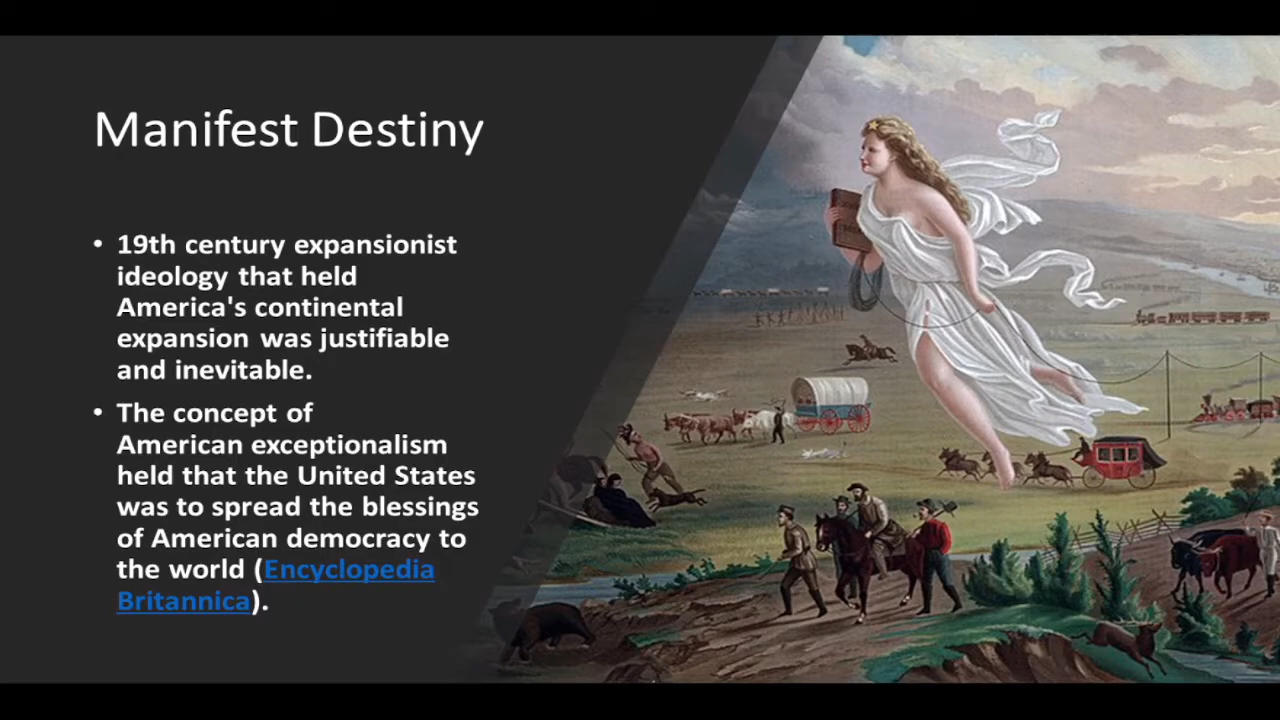 Manifest Destiny
• 19th century expansionist
ideology that held
America's continental
expansion was justifiable
and inevitable.
• The concept of
American exceptionalism
held that the United States
was to spread the blessings
of American democracy to
the world (Encyclopedia
Britannica).